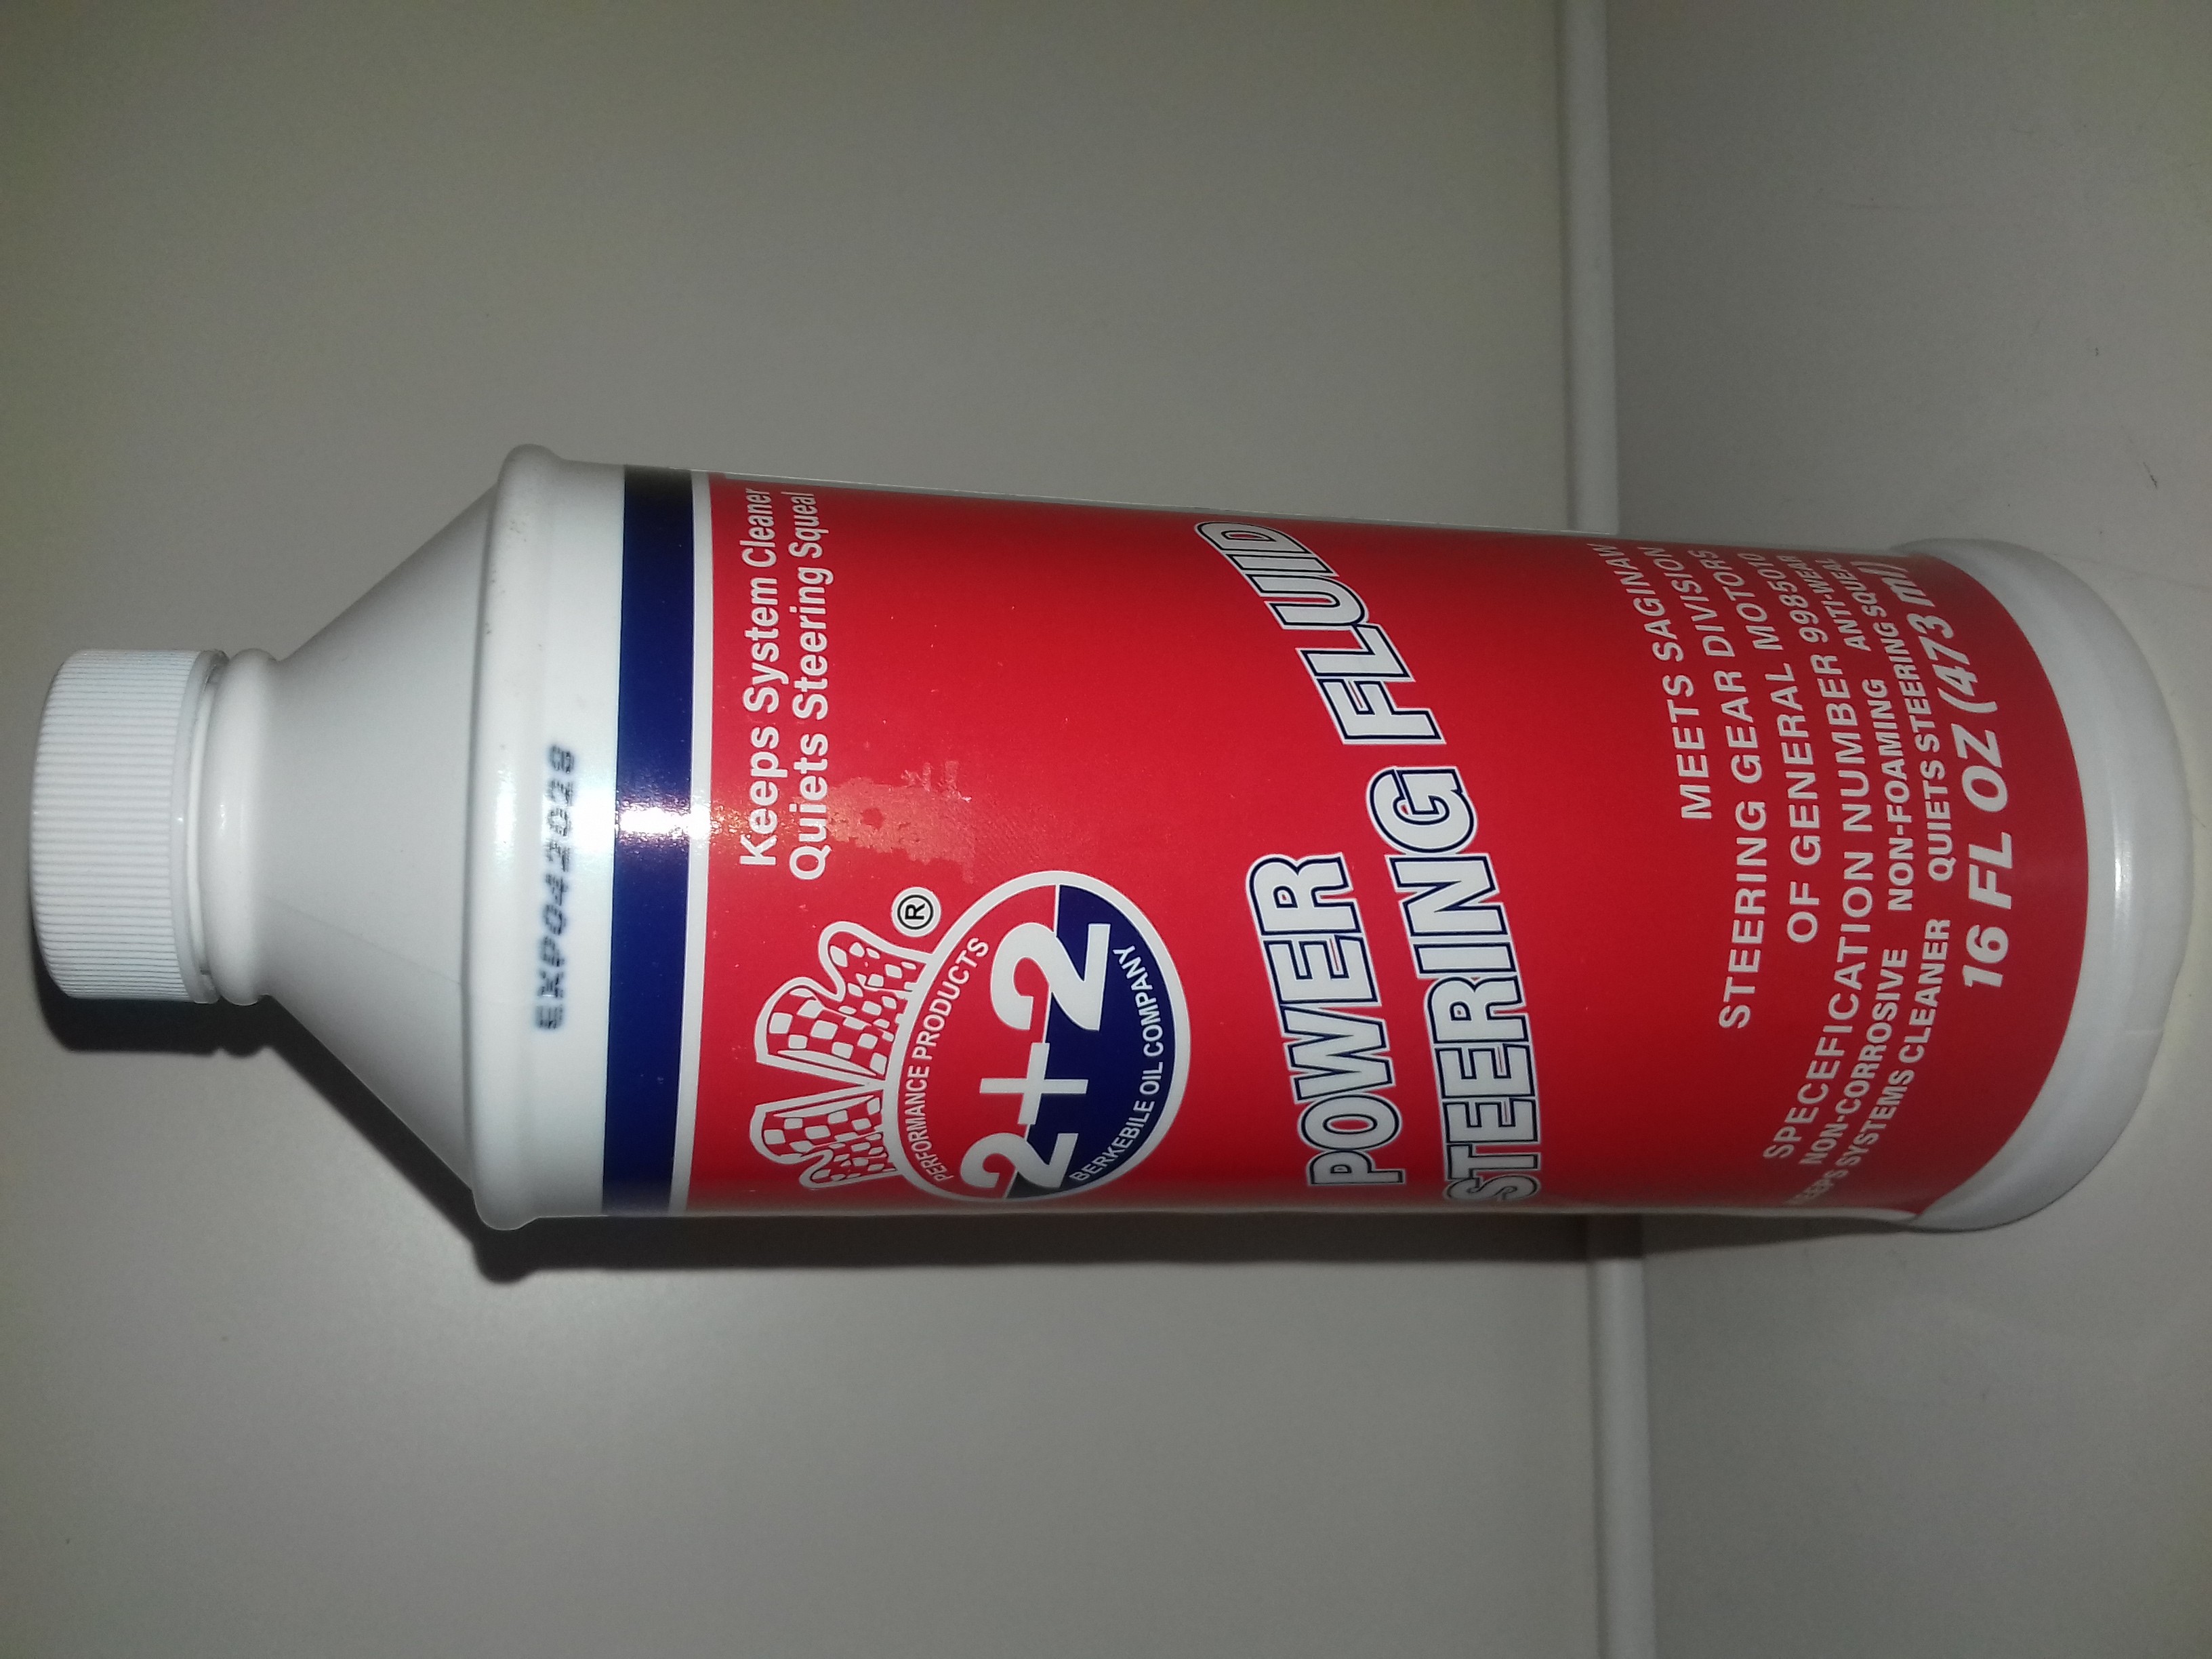 EXP042028
Keeps System Cleaner
Quiets Steering Squeal
®
PERFORMANCE PRODUCTS
2+2
BERKEBILE OIL COMPANY
POWER
STEERING FLUID
MEETS SAGINAW
STEERING GEAR DIVISION
OF GENERAL MOTORS
SPECEFICATION NUMBER 9985010
NON-CORROSIVE NON-FOAMING ANTI-WEAR
KEEPS SYSTEMS CLEANER QUIETS STEERING SQUEAL
16 FL OZ (473 ml)